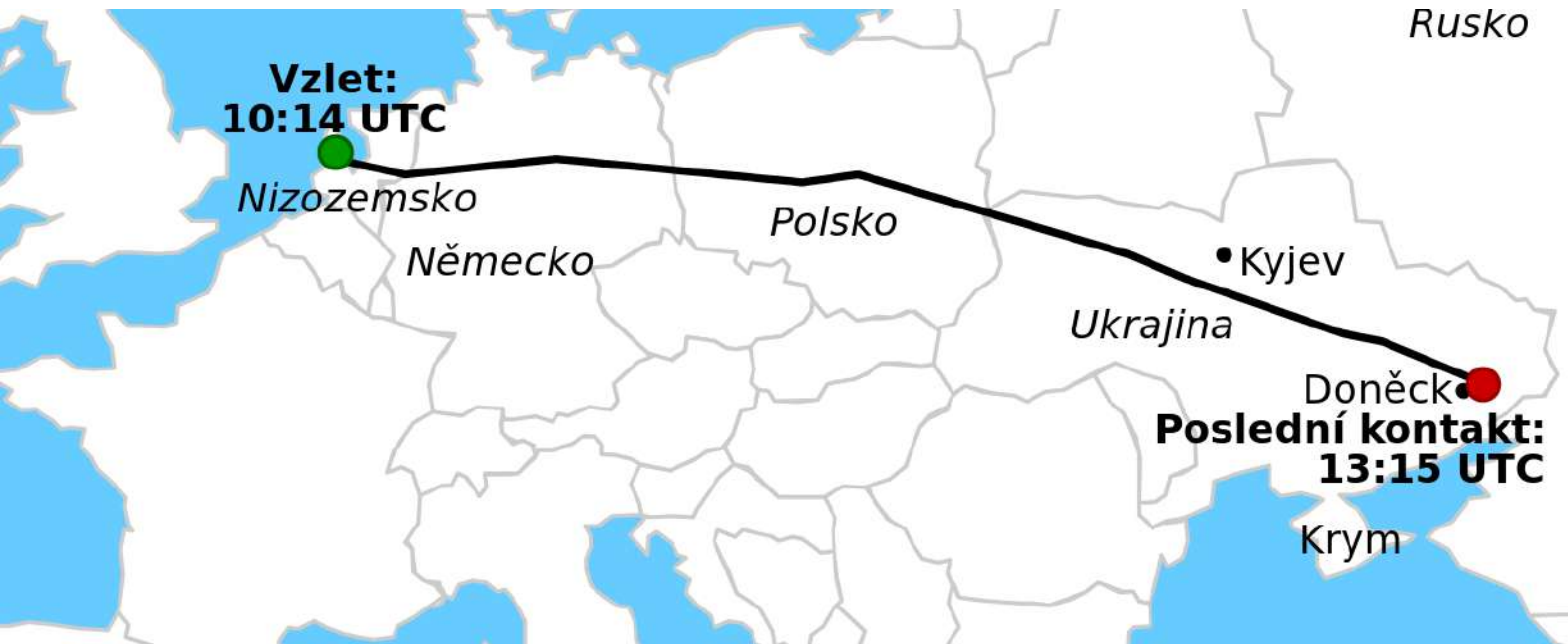 Rusko
Vzlet:
10:14 UTC
Nizozemsko
Polsko
Německo
Kyjev
Ukrajina
Doněck
Poslední kontakt:
13:15 UTC
Krym